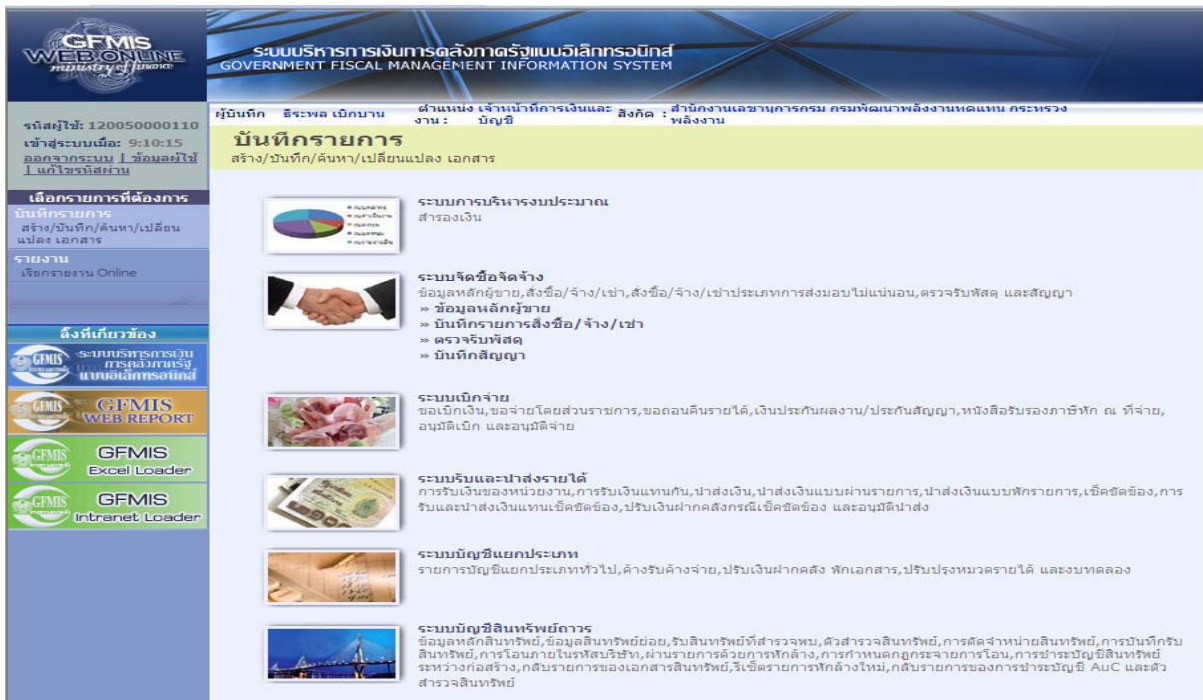 GFMIS
WEB ONLINE
ministry of finance
ระบบบริหารการเงินการคลังภาครัฐแบบอิเล็กทรอนิกส์
GOVERNMENT FISCAL MANAGEMENT INFORMATION SYSTEM
รหัสผู้ใช้: 120050000110
เข้าสู่ระบบเมื่อ: 9:10:15
ออกจากระบบ | ข้อมูลผู้ใช้
| แก้ไขรหัสผ่าน
เลือกรายการที่ต้องการ
บันทึกรายการ
สร้าง/บันทึก/ค้นหา/เปลี่ยน
แปลง เอกสาร
รายงาน
เรียกรายงาน Online
ลิ้งที่เกี่ยวข้อง
GFMIS ระบบบริหารการเงิน
การคลังภาครัฐ
แบบอิเล็กทรอนิกส์
GFMIS GFMIS
WEB REPORT
GFMIS GFMIS
Excel Loader
GFMIS GFMIS
Intranet Loader
ผู้บันทึก ธีระพล เบิกบาน ตำแหน่ง เจ้าหน้าที่การเงินและ สังกัด : สำนักงานเลขานุการกรม กรมพัฒนาพลังงานทดแทน กระทรวง
งาน : บัญชี พลังงาน
บันทึกรายการ
สร้าง/บันทึก/ค้นหา/เปลี่ยนแปลง เอกสาร
ระบบการบริหารงบประมาณ
สำรองเงิน
ระบบจัดซื้อจัดจ้าง
ข้อมูลหลักผู้ขาย,สั่งซื้อ/จ้าง/เช่า,สั่งซื้อ/จ้าง/เช่าประเภทการส่งมอบไม่แน่นอน,ตรวจรับพัสดุ และสัญญา
» ข้อมูลหลักผู้ขาย
» บันทึกรายการสั่งซื้อ/จ้าง/เช่า
» ตรวจรับพัสดุ
» บันทึกสัญญา
ระบบเบิกจ่าย
ขอเบิกเงิน,ขอจ่ายโดยส่วนราชการ,ขอถอนคืนรายได้,เงินประกันผลงาน/ประกันสัญญา,หนังสือรับรองภาษีหัก ณ ที่จ่าย,
อนุมัติเบิก และอนุมัติจ่าย
ระบบรับและนำส่งรายได้
การรับเงินของหน่วยงาน,การรับเงินแทนกัน,นำส่งเงิน,นำส่งเงินแบบผ่านรายการ,นำส่งเงินแบบพักรายการ,เช็คขัดข้อง,การ
รับและนำส่งเงินแทนเช็คขัดข้อง,ปรับเงินฝากคลังกรณีเช็คขัดข้อง และอนุมัตินำส่ง
ระบบบัญชีแยกประเภท
รายการบัญชีแยกประเภททั่วไป,ค้างรับค้างจ่าย,ปรับเงินฝากคลัง พักเอกสาร,ปรับปรุงหมวดรายได้ และงบทดลอง
ระบบบัญชีสินทรัพย์ถาวร
ข้อมูลหลักสินทรัพย์,ข้อมูลสินทรัพย์ย่อย,รับสินทรัพย์ที่สำรวจพบ,ตัวสำรวจสินทรัพย์,การตัดจำหน่ายสินทรัพย์,การบันทึกรับ
สินทรัพย์,การโอนภายในรหัสบริษัท,ผ่านรายการด้วยการหักล้าง,การกำหนดกฎกระจายการโอน,การชำระบัญชีสินทรัพย์
ระหว่างก่อสร้าง,กลับรายการของเอกสารสินทรัพย์,รีเซ็ตรายการหักล้างใหม่,กลับรายการของการชำระบัญชี AuC และตัว
สำรวจสินทรัพย์